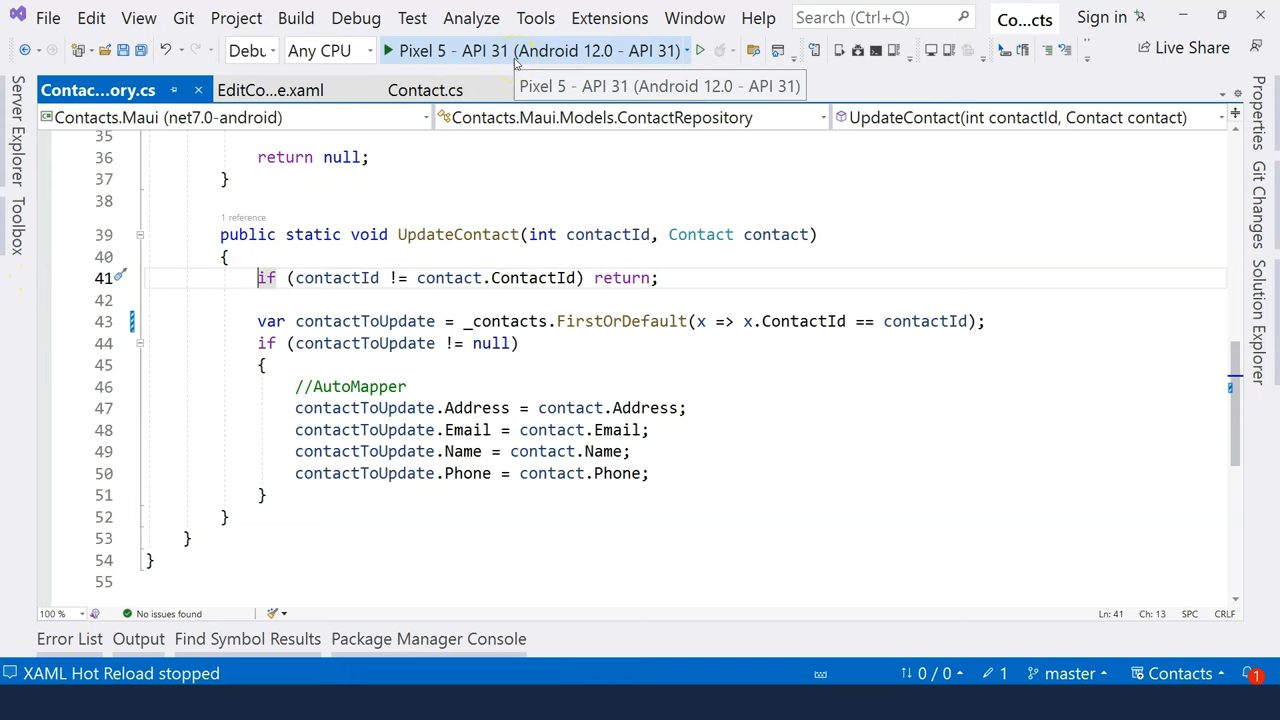 File Edit View Git Project Build Debug Test Analyze Tools Extensions Window Help Search (Ctrl+Q) Co...cts Sign in
Debu Any CPU Pixel 5 - API 31 (Android 12.0 - API 31) Live Share
Contac...ory.cs EditCo...e.xaml Contact.cs Pixel 5 - API 31 (Android 12.0 - API 31)
Contacts.Maui (net7.0-android) Contacts.Maui.Models.ContactRepository UpdateContact(int contactId, Contact contact)
Server Explorer
Toolbox
35
36 return null;
37 }
38
1 reference
39 public static void UpdateContact(int contactId, Contact contact)
40 {
41 if (contactId != contact.ContactId) return;
42
43 var contactToUpdate = _contacts.FirstOrDefault(x => x.ContactId == contactId);
44 if (contactToUpdate != null)
45 {
46 //AutoMapper
47 contactToUpdate.Address = contact.Address;
48 contactToUpdate.Email = contact.Email;
49 contactToUpdate.Name = contact.Name;
50 contactToUpdate.Phone = contact.Phone;
51 }
52 }
53 }
54 }
55
Properties
Git Changes
Solution Explorer
100 % No issues found Ln: 41 Ch: 13 SPC CRLF
Error List Output Find Symbol Results Package Manager Console
XAML Hot Reload stopped 0 / 0 1 master Contacts 1